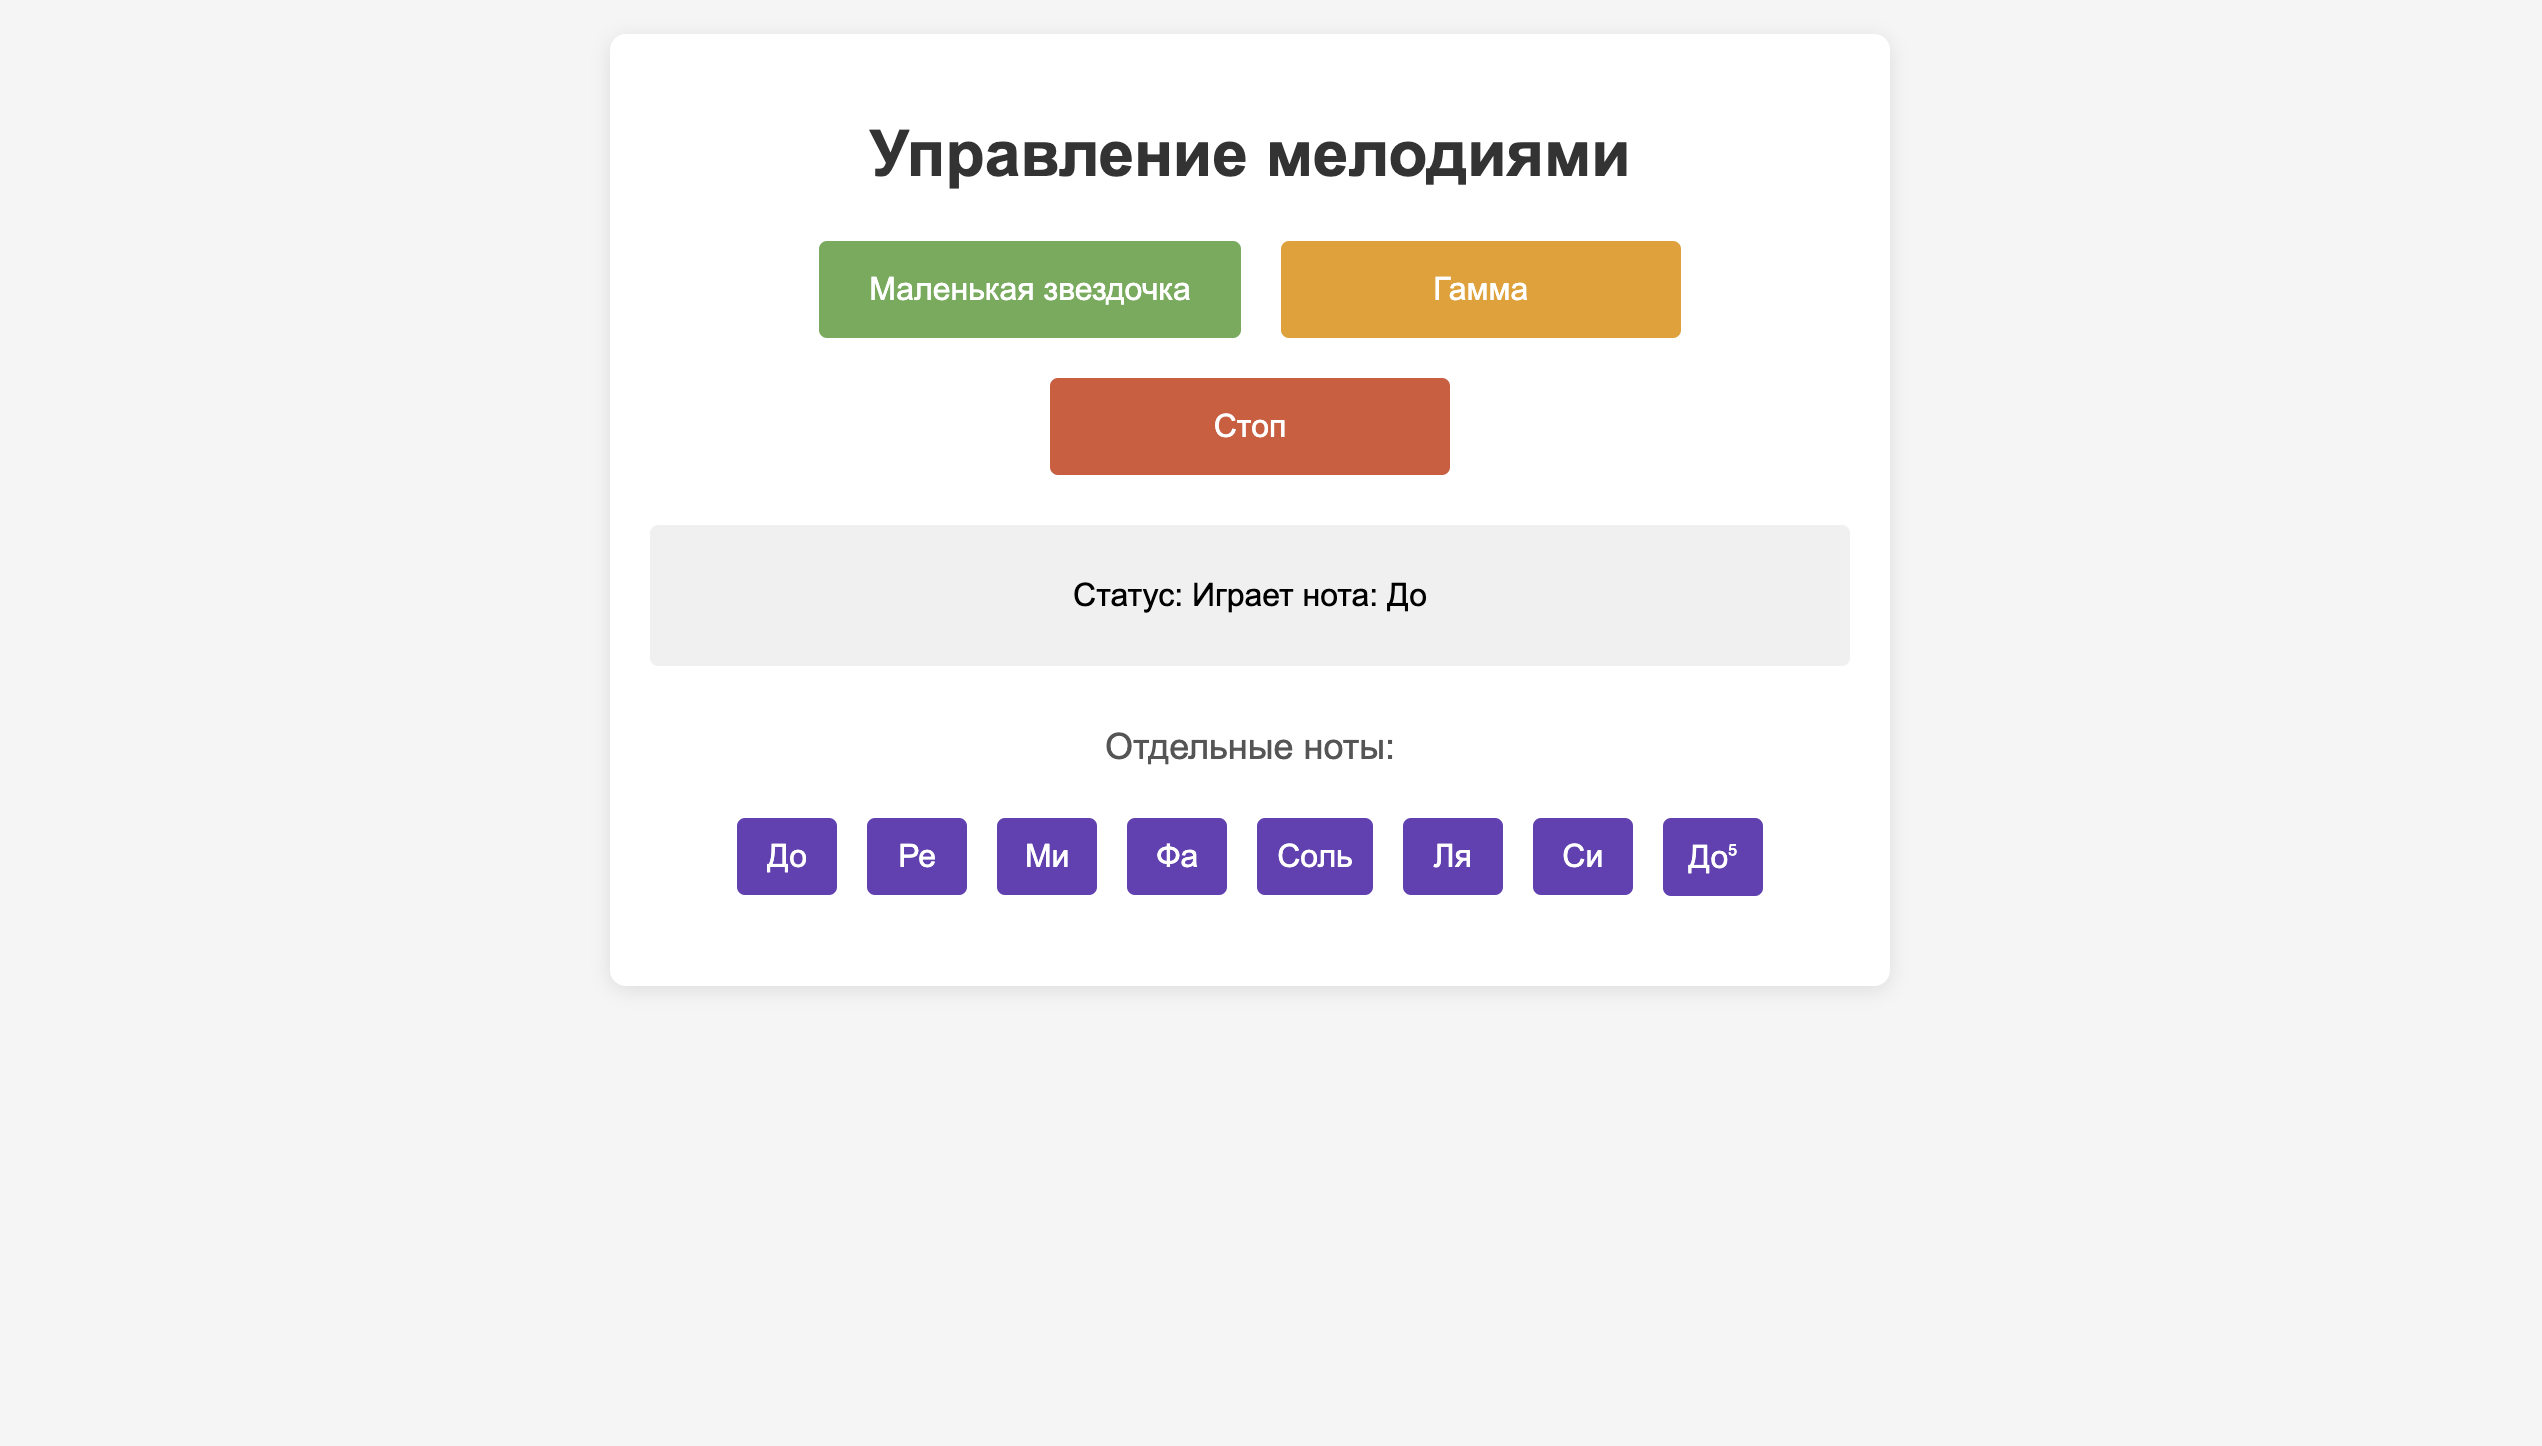 Управление мелодиями
Маленькая звездочка Гамма
Стоп
Статус: Играет нота: До
Отдельные ноты:
До Ре Ми Фа Соль Ля Си До⁵